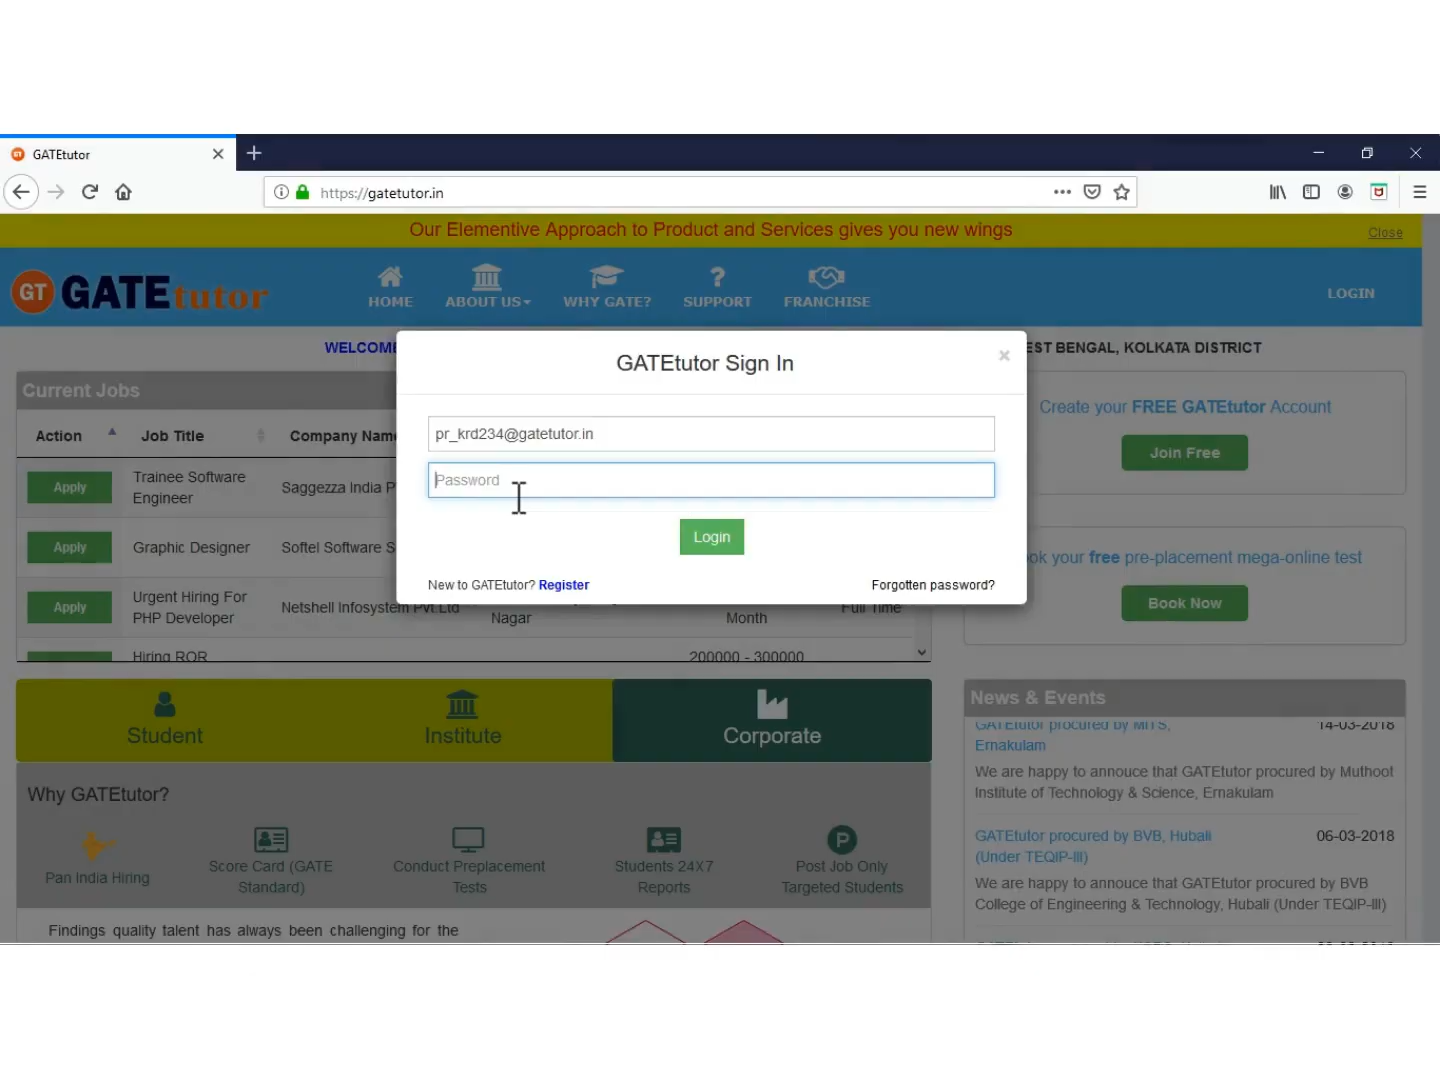 GATEtutor
https://gatetutor.in
Our Elementive Approach to Product and Services gives you new wings
Close
GT GATEtutor
HOME
ABOUT US
WHY GATE?
SUPPORT
FRANCHISE
LOGIN
WELCOME
EST BENGAL, KOLKATA DISTRICT
GATEtutor Sign In
×
pr_krd234@gatetutor.in
Password
Login
New to GATEtutor? Register
Forgotten password?
Current Jobs
Action
Job Title
Company Name
Apply
Trainee Software
Engineer
Saggezza India P
Apply
Graphic Designer
Softel Software S
Apply
Urgent Hiring For
PHP Developer
Netshell Infosystem Pvt.Ltd
Nagar
Month
Full Time
Hiring ROR
200000 - 300000
Create your FREE GATEtutor Account
Join Free
ok your free pre-placement mega-online test
Book Now
Student
Institute
Corporate
Why GATEtutor?
Pan India Hiring
Score Card (GATE
Standard)
Conduct Preplacement
Tests
Students 24X7
Reports
P
Post Job Only
Targeted Students
Findings quality talent has always been challenging for the
News & Events
GATEtutor procured by MITS,
Ernakulam
14-03-2018
We are happy to annouce that GATEtutor procured by Muthoot
Institute of Technology & Science, Ernakulam
GATEtutor procured by BVB, Hubali
(Under TEQIP-III)
06-03-2018
We are happy to annouce that GATEtutor procured by BVB
College of Engineering & Technology, Hubali (Under TEQIP-III)